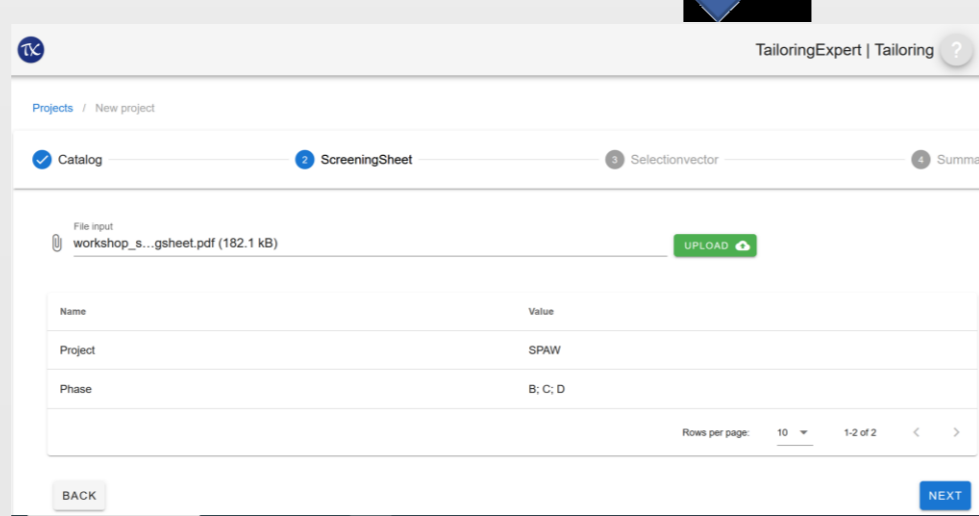 TX
TailoringExpert | Tailoring ?
Projects / New project
Catalog 2 ScreeningSheet 3 Selectionvector 4 Summa
File input
workshop_s...gsheet.pdf (182.1 kB)
UPLOAD
Name Value
Project SPAW
Phase B; C; D
Rows per page: 10 1-2 of 2
BACK NEXT